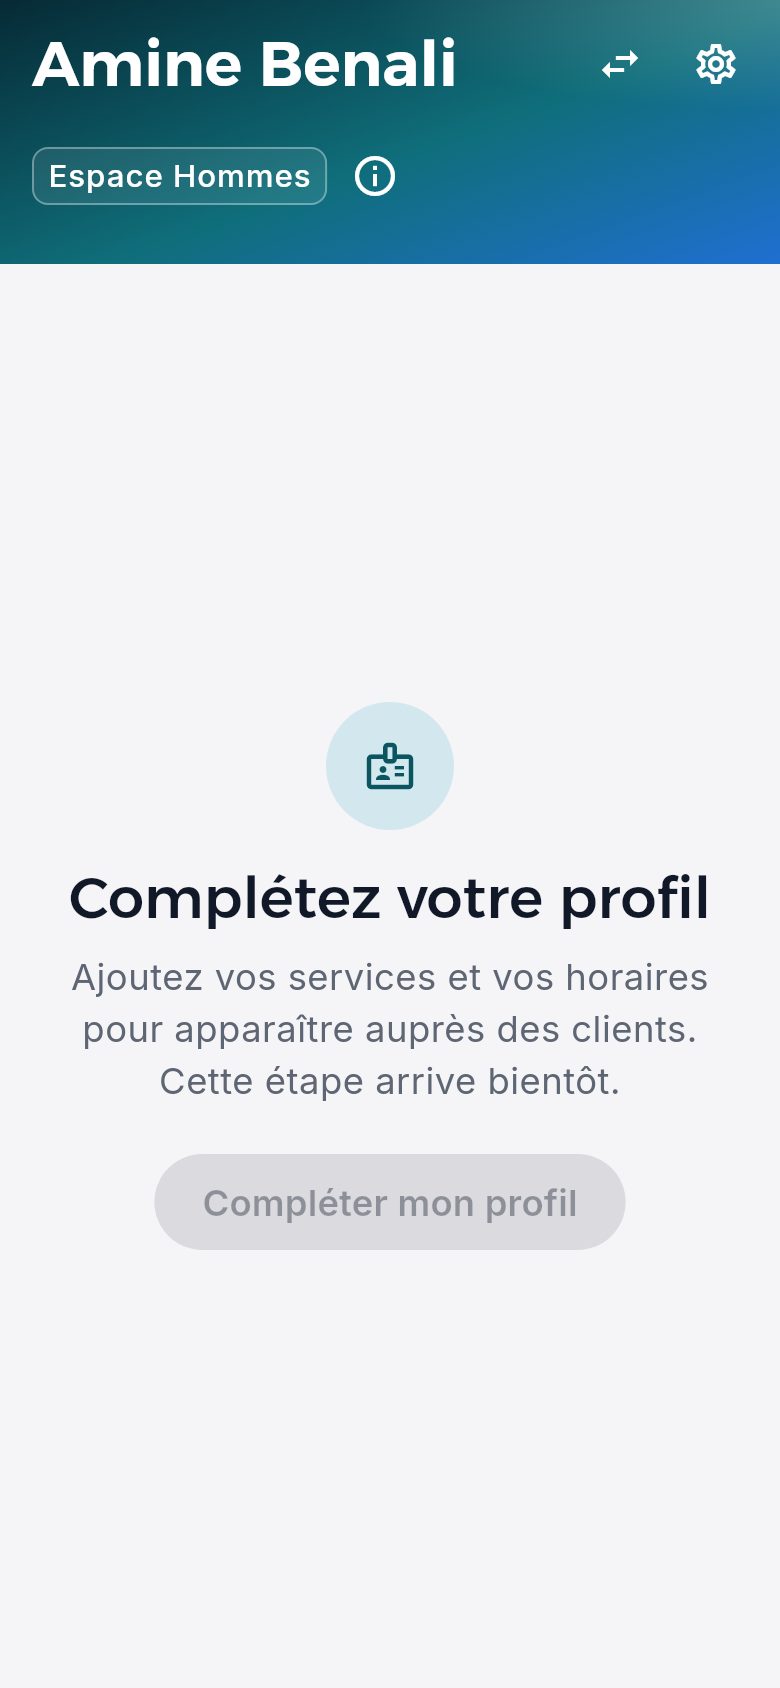 Amine Benali
Espace Hommes
Complétez votre profil
Ajoutez vos services et vos horaires
pour apparaître auprès des clients.
Cette étape arrive bientôt.
Compléter mon profil